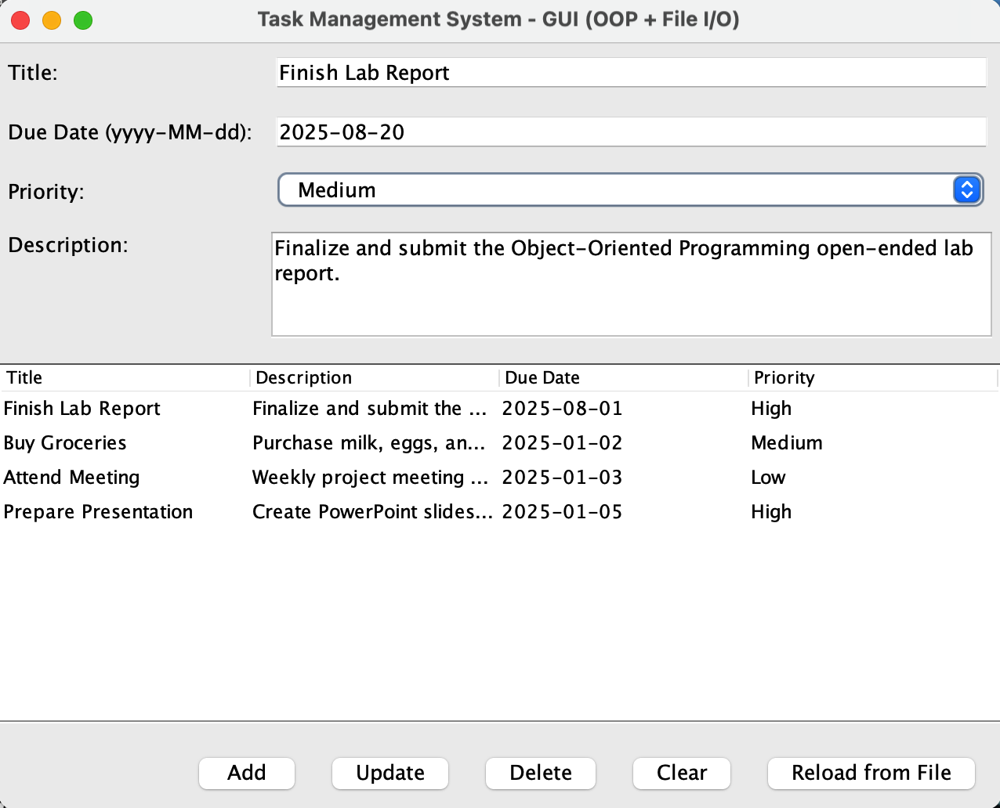 Task Management System - GUI (OOP + File I/O)
Title:
Finish Lab Report
Due Date (yyyy-MM-dd):
2025-08-20
Priority:
Medium
Description:
Finalize and submit the Object-Oriented Programming open-ended lab
report.
Title Description Due Date Priority
Finish Lab Report Finalize and submit the ... 2025-08-01 High
Buy Groceries Purchase milk, eggs, an... 2025-01-02 Medium
Attend Meeting Weekly project meeting ... 2025-01-03 Low
Prepare Presentation Create PowerPoint slides... 2025-01-05 High
Add Update Delete Clear Reload from File